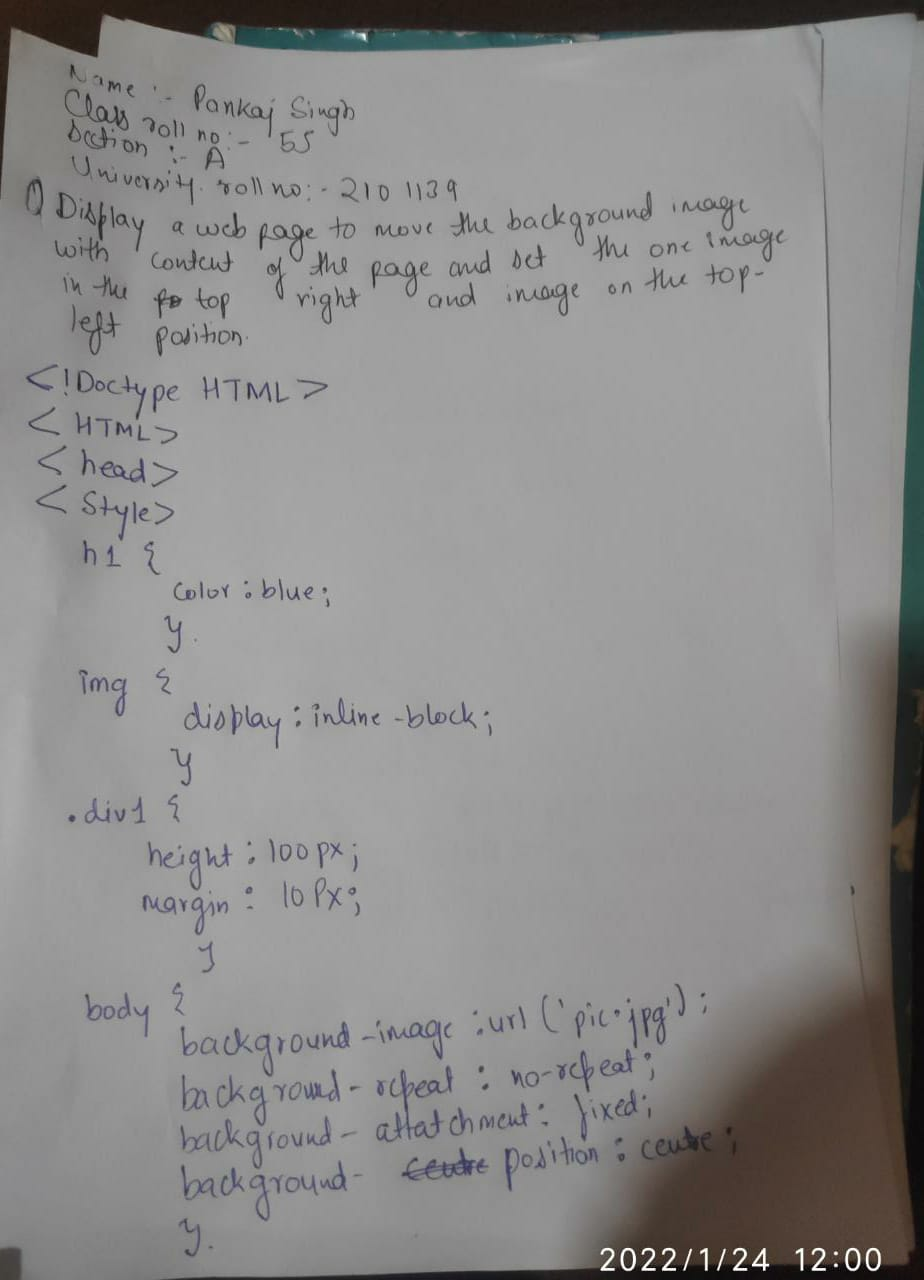 Name :- Pankaj Singh
Class roll no:- 55
Section :- A
University. roll no:- 2101139
Q Display a web page to move the background image
with content of the page and set the one image
in the top right and image on the top-
left position.
<!Doctype HTML>
< HTML>
< head>
< Style>
h1 {
color : blue;
}.
img {
display : inline-block;
}
.div1 {
height : 100px;
margin : 10Px;
}
body {
background-image : url ('pic.jpg') ;
background-repeat : no-repeat;
background-attatchment : fixed;
background- position : centre ;
}.
2022/1/24 12:00